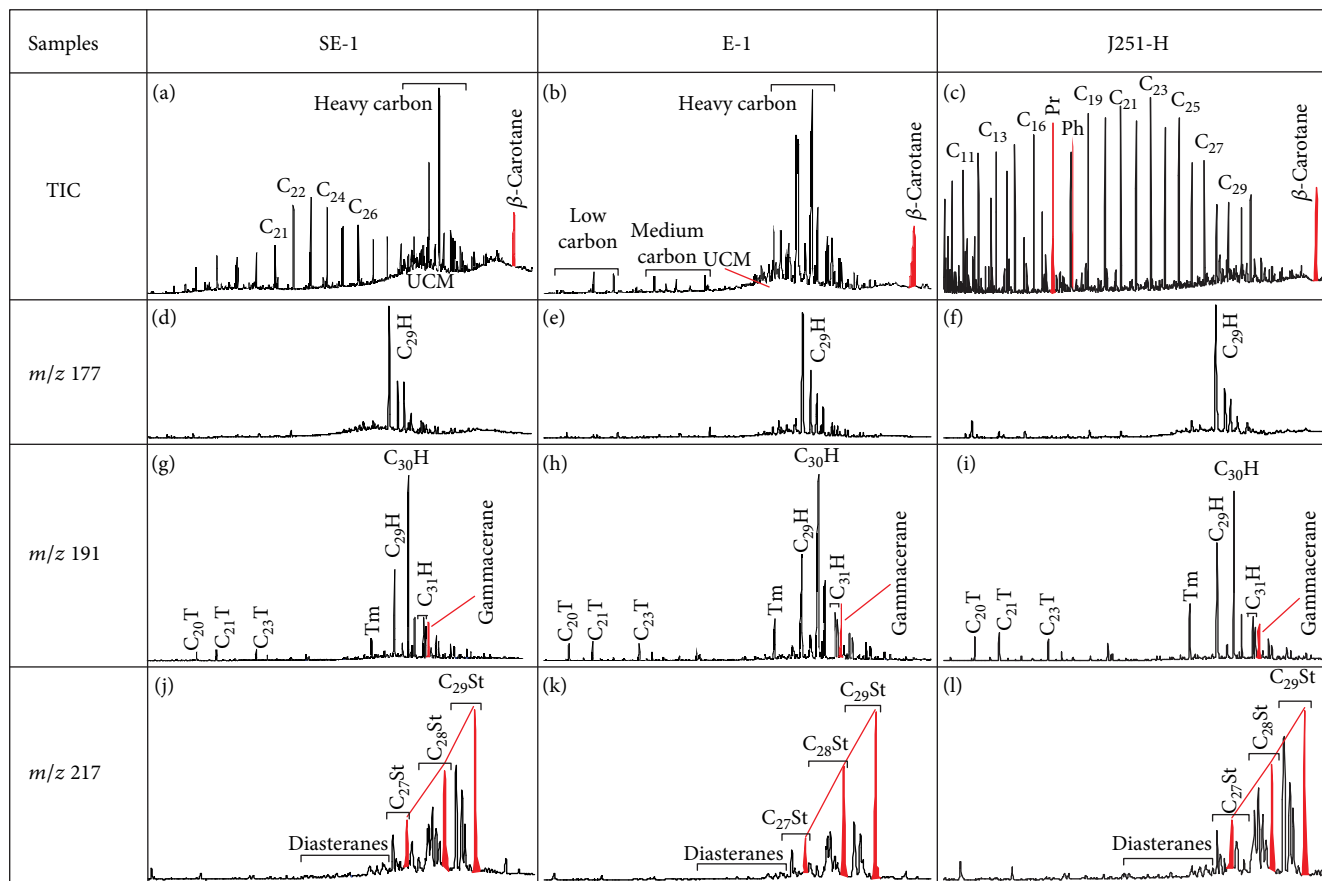 Samples SE-1 E-1 J251-H
TIC
(a)
Heavy carbon
β-Carotane
C22
C24
C21
C26
UCM
(b)
Heavy carbon
β-Carotane
Low carbon
Medium carbon
UCM
(c)
C11
C13
C16
Pr
Ph
C19
C21
C23
C25
C27
C29
β-Carotane
m/z 177
(d)
C29H
(e)
C29H
(f)
C29H
m/z 191
(g)
C30H
C29H
C31H
Gammacerane
C20T
C21T
C23T
Tm
(h)
C30H
C29H
C31H
Gammacerane
C20T
C21T
C23T
Tm
(i)
C30H
C29H
C31H
Gammacerane
C20T
C21T
C23T
Tm
m/z 217
(j)
C29St
C28St
C27St
Diasteranes
(k)
C29St
C28St
C27St
Diasteranes
(l)
C29St
C28St
C27St
Diasteranes